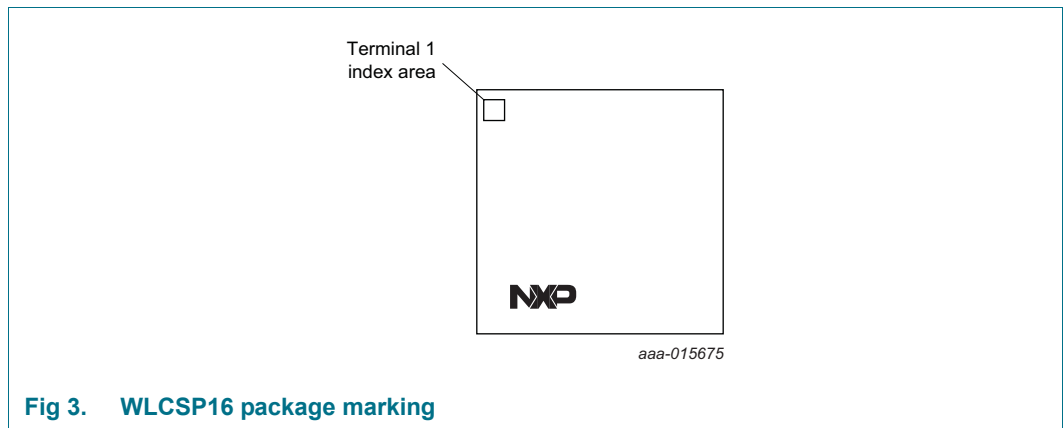 Terminal 1
index area
NXP
aaa-015675
Fig 3. WLCSP16 package marking